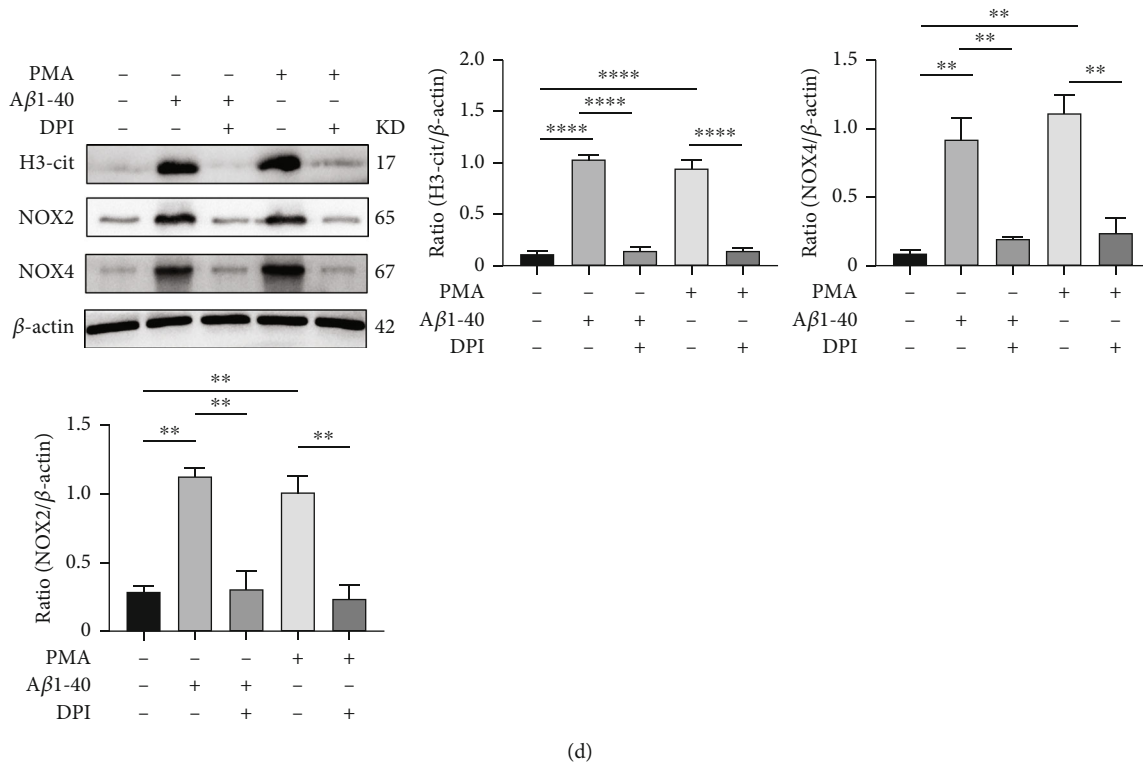 PMA – – – + +
Aβ1-40 – + + – –
DPI – – + – + KD
H3-cit 17
NOX2 65
NOX4 67
β-actin 42
Ratio (H3-cit/β-actin)
2.0
1.5
1.0
0.5
0
****
****
**** ****
PMA – – – + +
Aβ1-40 – + + – –
DPI – – + – +
Ratio (NOX4/β-actin)
1.5
1.0
0.5
0
**
**
** **
PMA – – – + +
Aβ1-40 – + + – –
DPI – – + – +
Ratio (NOX2/β-actin)
1.5
1.0
0.5
0
**
**
** **
PMA – – – + +
Aβ1-40 – + + – –
DPI – – + – +
(d)